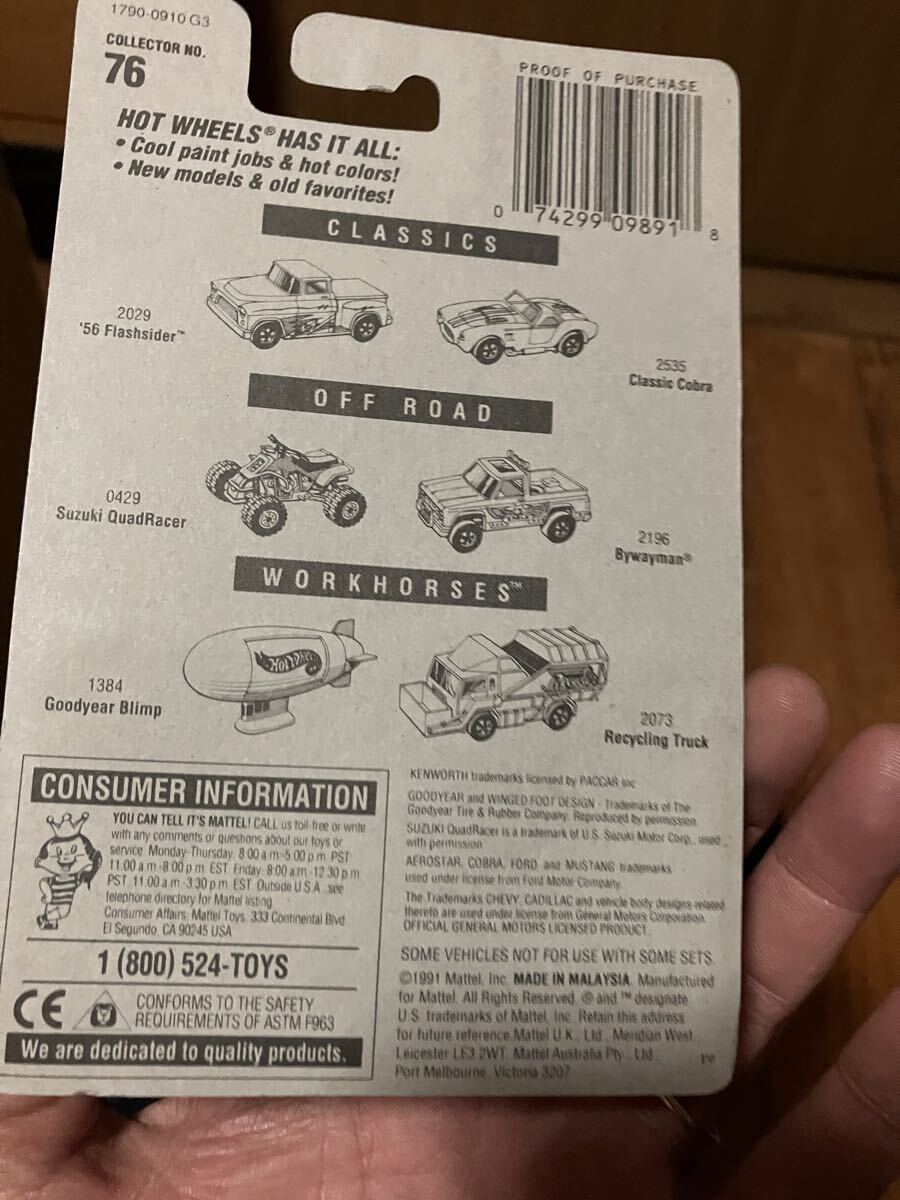 1790-0910 G3
COLLECTOR NO.
76
PROOF OF PURCHASE
0 74299 09891 8
HOT WHEELS® HAS IT ALL:
• Cool paint jobs & hot colors!
• New models & old favorites!
CLASSICS
2029
'56 Flashsider™
2535
Classic Cobra
OFF ROAD
0429
Suzuki QuadRacer
2196
Bywayman®
WORKHORSES™
Hot Wheels
1384
Goodyear Blimp
2073
Recycling Truck
CONSUMER INFORMATION
YOU CAN TELL IT'S MATTEL! CALL us toll-free or write
with any comments or questions about our toys or
service. Monday-Thursday, 8:00 a.m.-5:00 p.m. PST
11:00 a.m.-8:00 p.m. EST. Friday, 8:00 a.m.-12:30 p.m.
PST, 11:00 a.m.-3:30 p.m. EST. Outside U.S.A., see
telephone directory for Mattel listing.
Consumer Affairs, Mattel Toys, 333 Continental Blvd.
El Segundo, CA 90245 USA
1 (800) 524-TOYS
CE
CONFORMS TO THE SAFETY
REQUIREMENTS OF ASTM F963
We are dedicated to quality products.
KENWORTH trademarks licensed by PACCAR Inc
GOODYEAR and WINGED FOOT DESIGN - Trademarks of The
Goodyear Tire & Rubber Company. Reproduced by permission
SUZUKI QuadRacer is a trademark of U.S. Suzuki Motor Corp., used
with permission
AEROSTAR, COBRA, FORD and MUSTANG trademarks
used under license from Ford Motor Company
The Trademarks CHEVY, CADILLAC and vehicle body designs related
thereto are used under license from General Motors Corporation
OFFICIAL GENERAL MOTORS LICENSED PRODUCT.
SOME VEHICLES NOT FOR USE WITH SOME SETS.
©1991 Mattel, Inc. MADE IN MALAYSIA. Manufactured
for Mattel. All Rights Reserved. ® and ™ designate
U.S. trademarks of Mattel, Inc. Retain this address
for future reference.Mattel U.K., Ltd., Meridian West,
Leicester LE3 2WT. Mattel Australia Pty., Ltd.,
Port Melbourne, Victoria 3207